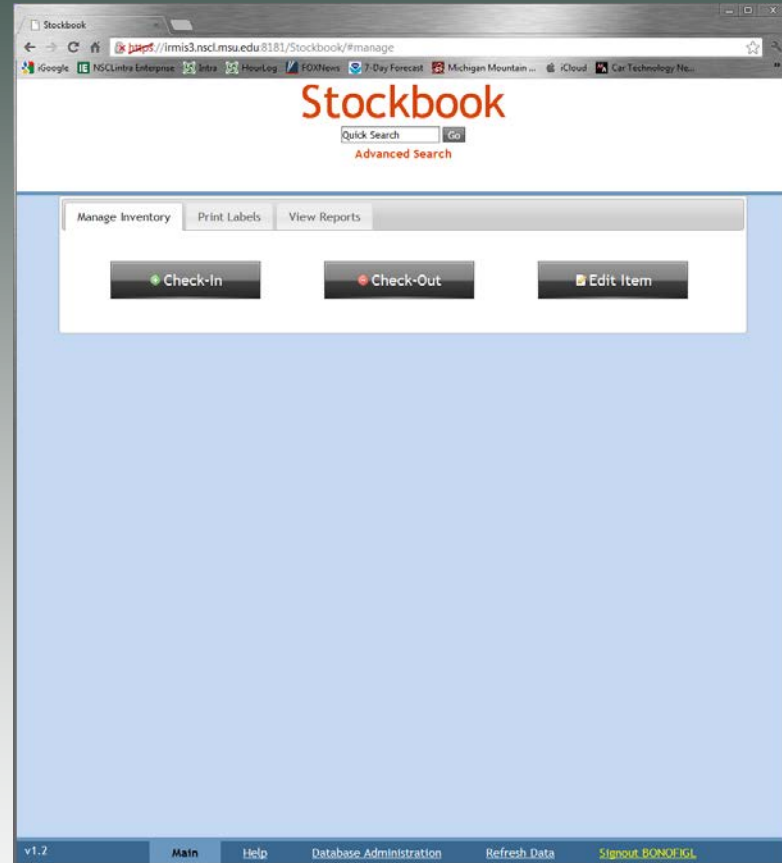 Stockbook
https://irmis3.nscl.msu.edu:8181/Stockbook/#manage
iGoogle NSCLintra Enterprise Intra HourLog FOXNews 7-Day Forecast Michigan Mountain ... iCloud Car Technology Ne...
Stockbook
Quick Search Go
Advanced Search
Manage Inventory Print Labels View Reports
Check-In Check-Out Edit Item
v1.2 Main Help Database Administration Refresh Data Signout BONOFIGL